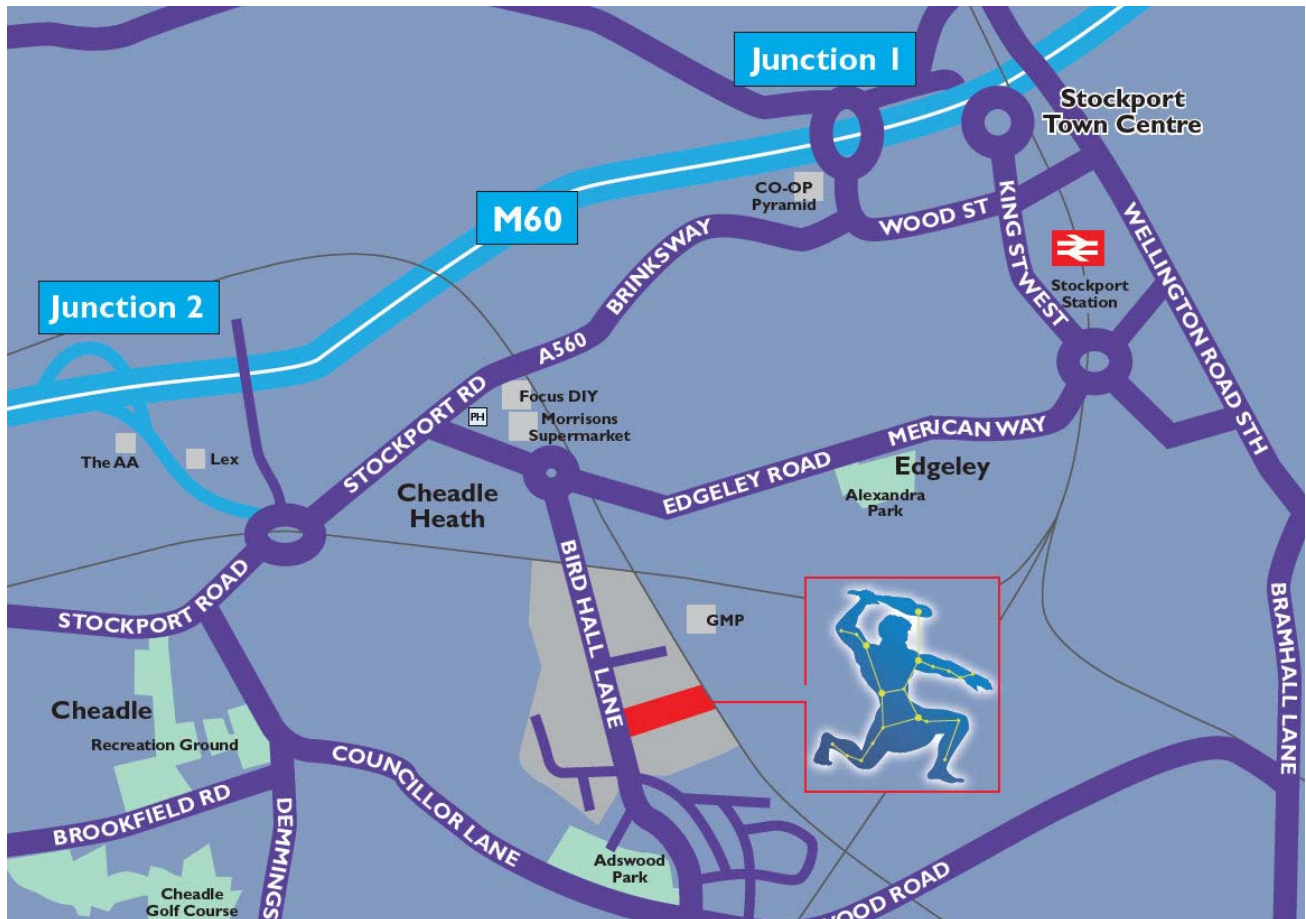 Junction 1
Stockport
Town Centre
CO-OP
Pyramid
M60
WOOD ST
KING ST WEST
WELLINGTON ROAD STH
Stockport
Station
BRINKSWAY
Junction 2
A560
STOCKPORT RD
Focus DIY
PH
Morrisons
Supermarket
MERICAN WAY
The AA
Lex
EDGELEY ROAD
Edgeley
Alexandra
Park
Cheadle
Heath
BIRD HALL LANE
STOCKPORT ROAD
GMP
BRAMHALL LANE
Cheadle
Recreation Ground
COUNCILLOR LANE
BROOKFIELD RD
DEMMINGS
Adswood
Park
Cheadle
Golf Course
WOOD ROAD